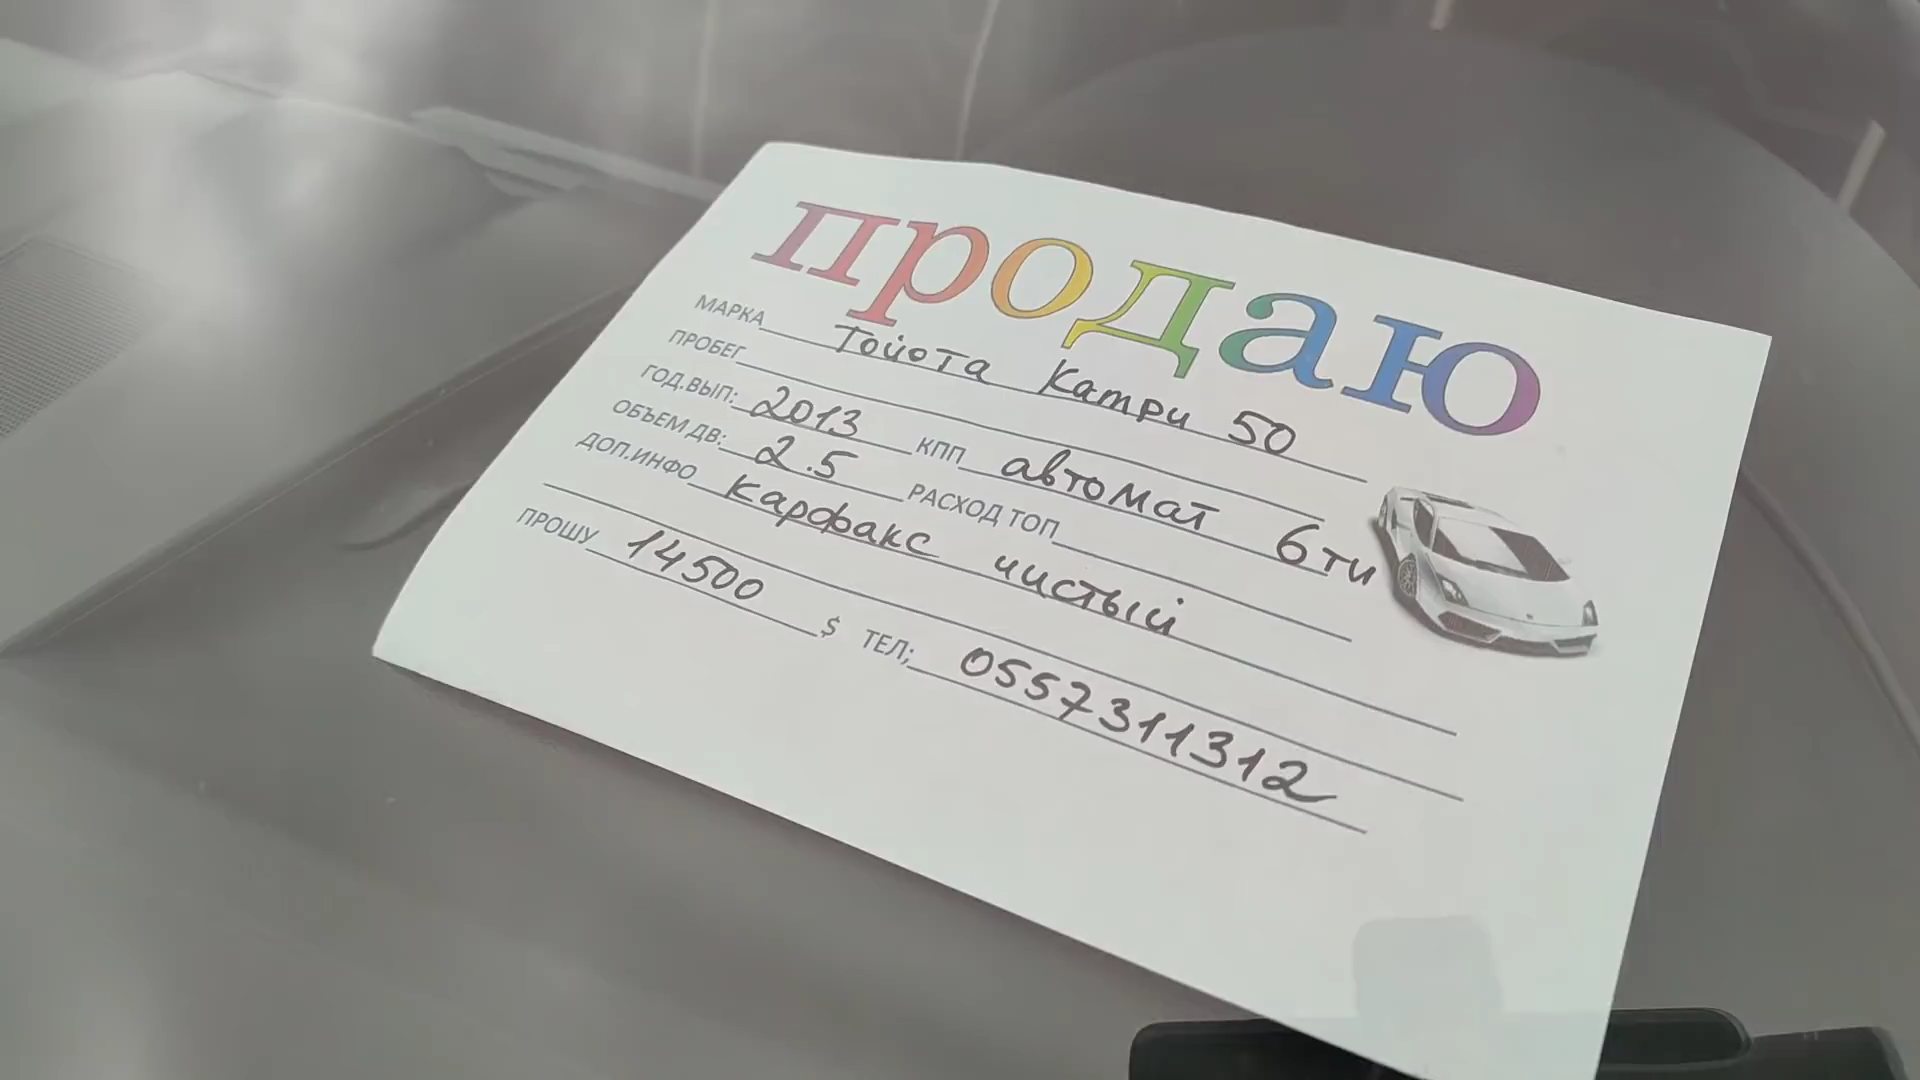 продаю
МАРКА Тойота Камри 50
ПРОБЕГ
ГОД.ВЫП: 2013 КПП автомат 6ти
ОБЪЕМ ДВ: 2.5 РАСХОД ТОП
ДОП.ИНФО Карфакс чистый
ПРОШУ 14500 $ ТЕЛ; 0557311312